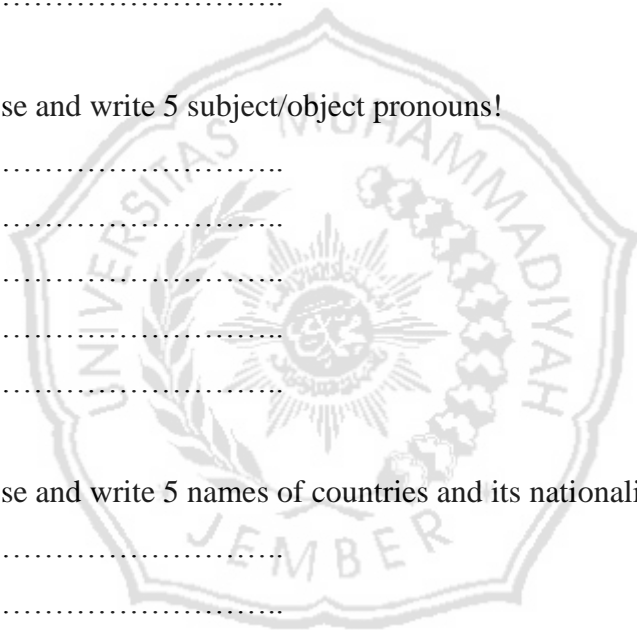 ……………………….
se and write 5 subject/object pronouns!
……………………….
……………………….
……………………….
……………………….
……………………….
se and write 5 names of countries and its nationali
……………………….
……………………….
UNIVERSITAS MUHAMMADIYAH
JEMBER